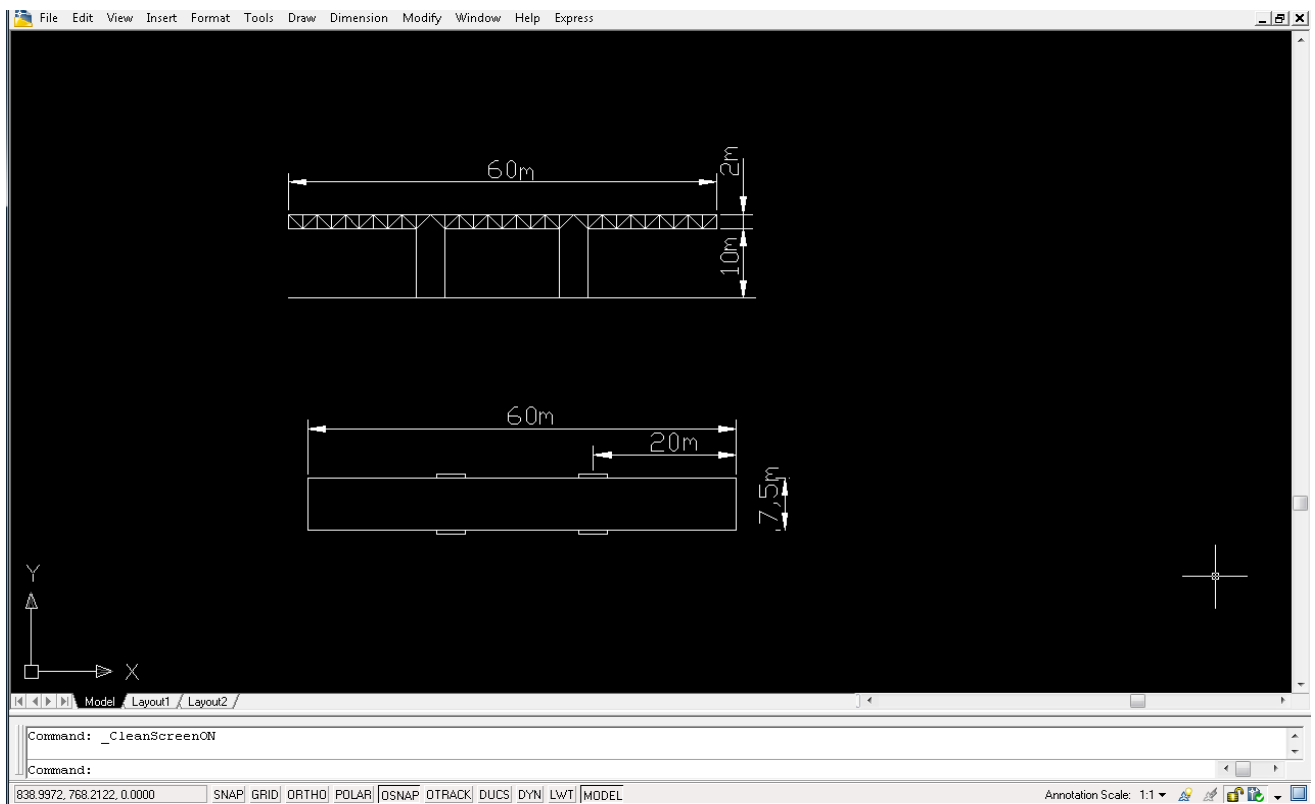 File Edit View Insert Format Tools Draw Dimension Modify Window Help Express
60m
2m
10m
60m
20m
7,5m
Y
X
Model Layout1 Layout2
Command: _CleanScreenON
Command:
838.9972, 768.2122, 0.0000 SNAP GRID ORTHO POLAR OSNAP OTRACK DUCS DYN LWT MODEL Annotation Scale: 1:1